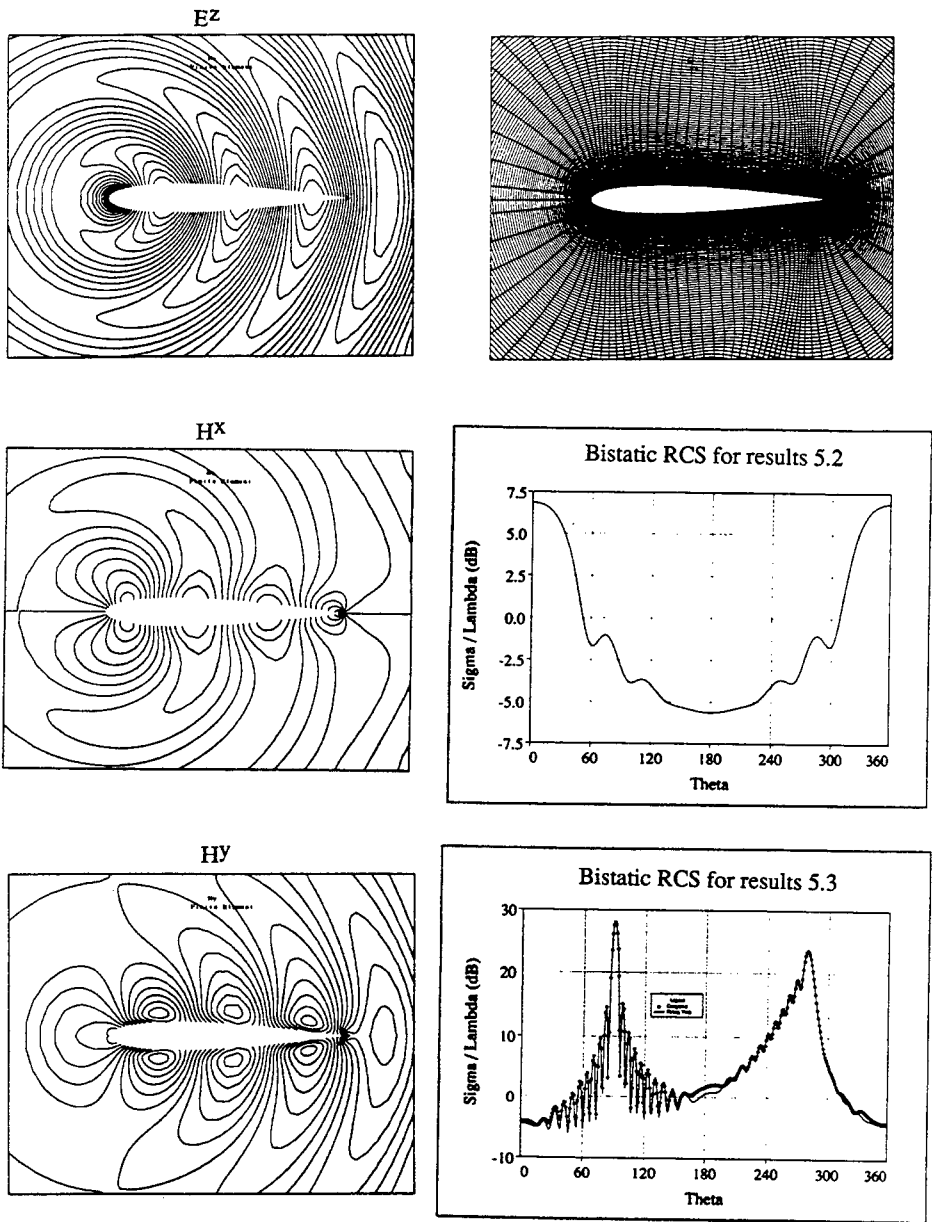 E^z
H^x
Bistatic RCS for results 5.2
7.5
5.0
2.5
0.0
-2.5
-5.0
-7.5
Sigma / Lambda (dB)
0 60 120 180 240 300 360
Theta
H^y
Bistatic RCS for results 5.3
30
20
10
0
-10
Sigma / Lambda (dB)
0 60 120 180 240 300 360
Theta